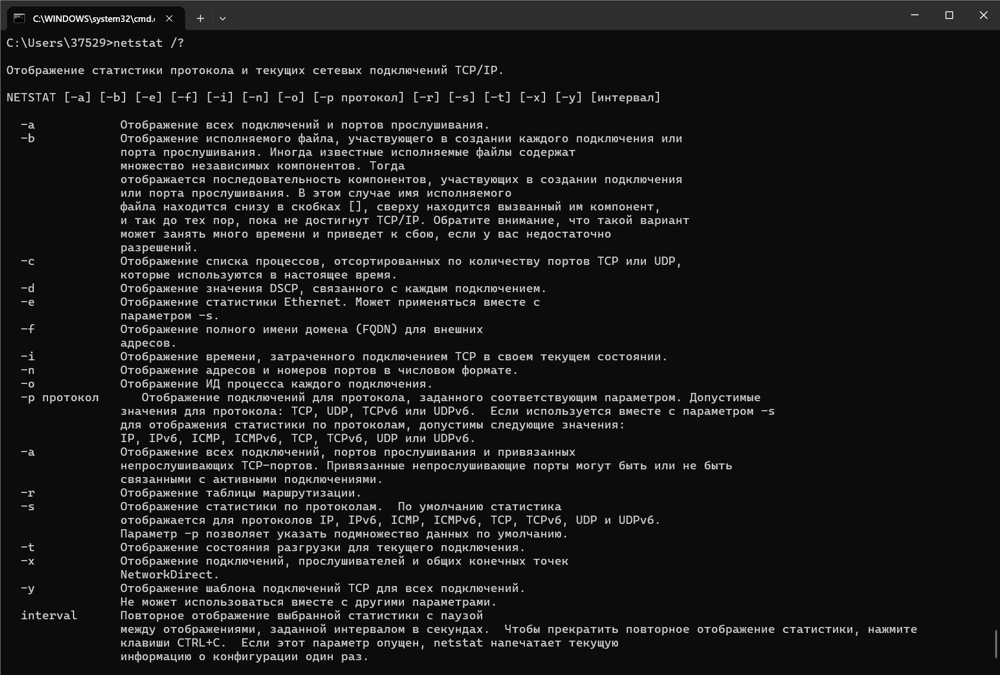 C:\WINDOWS\system32\cmd.
C:\Users\37529>netstat /?
Отображение статистики протокола и текущих сетевых подключений TCP/IP.
NETSTAT [-a] [-b] [-e] [-f] [-i] [-n] [-o] [-p протокол] [-r] [-s] [-t] [-x] [-y] [интервал]
-a Отображение всех подключений и портов прослушивания.
-b Отображение исполняемого файла, участвующего в создании каждого подключения или
порта прослушивания. Иногда известные исполняемые файлы содержат
множество независимых компонентов. Тогда
отображается последовательность компонентов, участвующих в создании подключения
или порта прослушивания. В этом случае имя исполняемого
файла находится снизу в скобках [], сверху находится вызванный им компонент,
и так до тех пор, пока не достигнут TCP/IP. Обратите внимание, что такой вариант
может занять много времени и приведет к сбою, если у вас недостаточно
разрешений.
-c Отображение списка процессов, отсортированных по количеству портов TCP или UDP,
которые используются в настоящее время.
-d Отображение значения DSCP, связанного с каждым подключением.
-e Отображение статистики Ethernet. Может применяться вместе с
параметром -s.
-f Отображение полного имени домена (FQDN) для внешних
адресов.
-i Отображение времени, затраченного подключением TCP в своем текущем состоянии.
-n Отображение адресов и номеров портов в числовом формате.
-o Отображение ИД процесса каждого подключения.
-p протокол Отображение подключений для протокола, заданного соответствующим параметром. Допустимые
значения для протокола: TCP, UDP, TCPv6 или UDPv6. Если используется вместе с параметром -s
для отображения статистики по протоколам, допустимы следующие значения:
IP, IPv6, ICMP, ICMPv6, TCP, TCPv6, UDP или UDPv6.
-a Отображение всех подключений, портов прослушивания и привязанных
непрослушивающих TCP-портов. Привязанные непрослушивающие порты могут быть или не быть
связанными с активными подключениями.
-r Отображение таблицы маршрутизации.
-s Отображение статистики по протоколам. По умолчанию статистика
отображается для протоколов IP, IPv6, ICMP, ICMPv6, TCP, TCPv6, UDP и UDPv6.
Параметр -p позволяет указать подмножество данных по умолчанию.
-t Отображение состояния разгрузки для текущего подключения.
-x Отображение подключений, прослушивателей и общих конечных точек
NetworkDirect.
-y Отображение шаблона подключений TCP для всех подключений.
Не может использоваться вместе с другими параметрами.
interval Повторное отображение выбранной статистики с паузой
между отображениями, заданной интервалом в секундах. Чтобы прекратить повторное отображение статистики, нажмите
клавиши CTRL+C. Если этот параметр опущен, netstat напечатает текущую
информацию о конфигурации один раз.